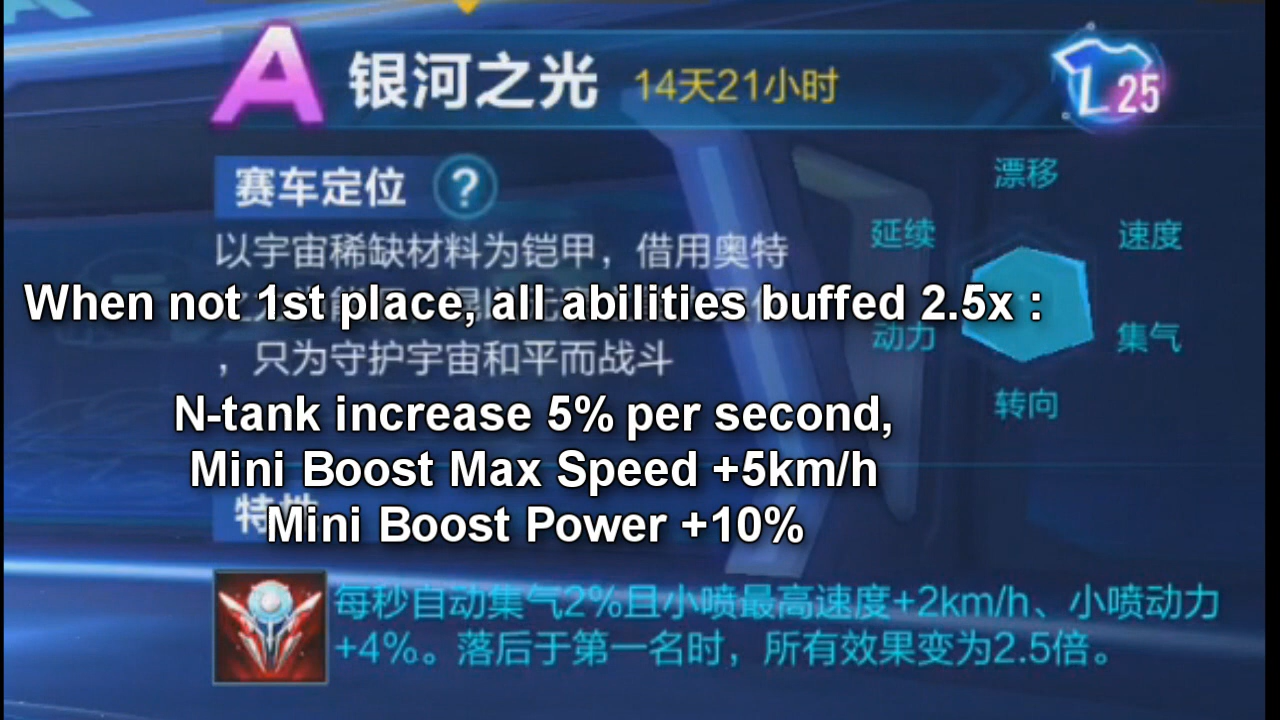 A 银河之光 14天21小时
L 25
赛车定位 ?
漂移
延续 速度
以宇宙稀缺材料为铠甲，借用奥特
When not 1st place, all abilities buffed 2.5x :
动力 集气
，只为守护宇宙和平而战斗
转向
N-tank increase 5% per second,
Mini Boost Max Speed +5km/h
特性
Mini Boost Power +10%
每秒自动集气2%且小喷最高速度+2km/h、小喷动力
+4%。落后于第一名时，所有效果变为2.5倍。